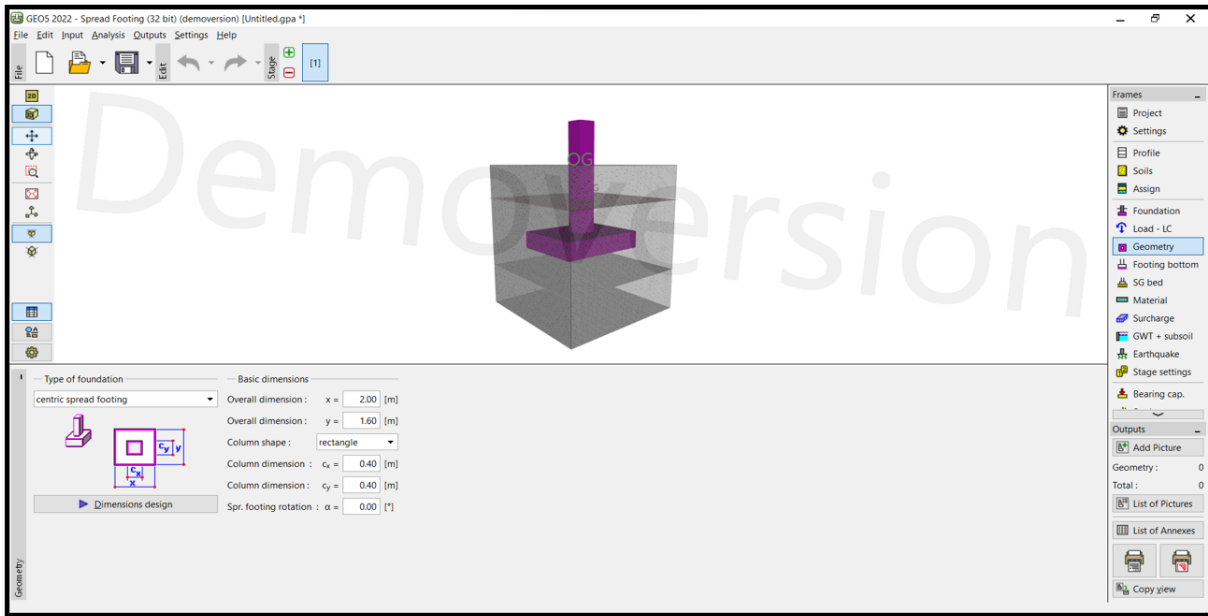 GEO5 2022 - Spread Footing (32 bit) (demoversion) [Untitled.gpa *]
File Edit Input Analysis Outputs Settings Help
File
Edit
Stage
[1]
2D
Demoversion
OG
Frames
Project
Settings
Profile
Soils
Assign
Foundation
Load - LC
Geometry
Footing bottom
SG bed
Material
Surcharge
GWT + subsoil
Earthquake
Stage settings
Bearing cap.
Outputs
Add Picture
Geometry : 0
Total : 0
List of Pictures
List of Annexes
Copy view
Geometry
Type of foundation
centric spread footing
cy y
cx
x
Dimensions design
Basic dimensions
Overall dimension : x = 2.00 [m]
Overall dimension : y = 1.60 [m]
Column shape : rectangle
Column dimension : cx = 0.40 [m]
Column dimension : cy = 0.40 [m]
Spr. footing rotation : α = 0.00 [°]